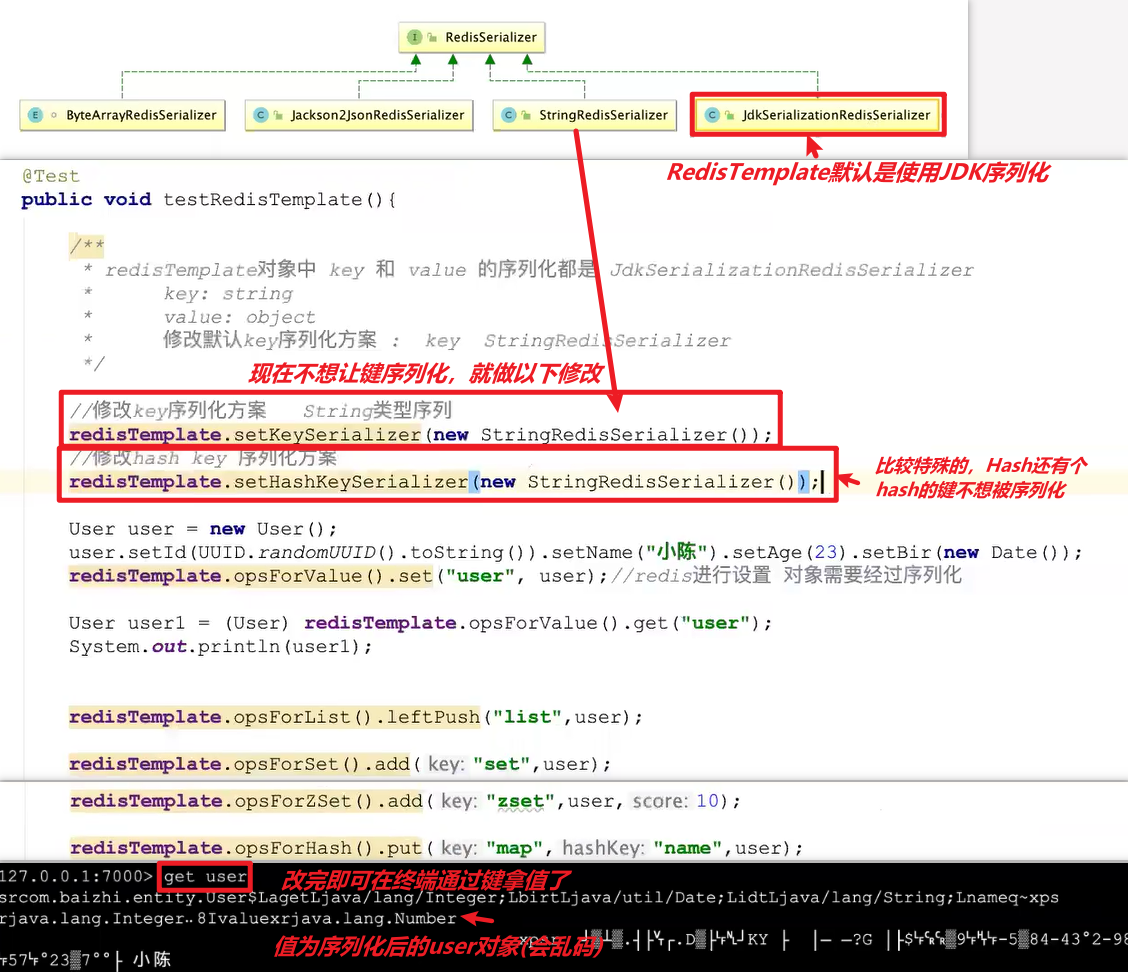 RedisSerializer
ByteArrayRedisSerializer
Jackson2JsonRedisSerializer
StringRedisSerializer
JdkSerializationRedisSerializer
RedisTemplate默认是使用JDK序列化
@Test
public void testRedisTemplate(){
/**
* redisTemplate对象中 key 和 value 的序列化都是 JdkSerializationRedisSerializer
* key: string
* value: object
* 修改默认key序列化方案 : key StringRedisSerializer
*/
现在不想让键序列化，就做以下修改
//修改key序列化方案 String类型序列
redisTemplate.setKeySerializer(new StringRedisSerializer());
//修改hash key 序列化方案
redisTemplate.setHashKeySerializer(new StringRedisSerializer());
比较特殊的，Hash还有个
hash的键不想被序列化
User user = new User();
user.setId(UUID.randomUUID().toString()).setName("小陈").setAge(23).setBir(new Date());
redisTemplate.opsForValue().set("user", user);//redis进行设置 对象需要经过序列化
User user1 = (User) redisTemplate.opsForValue().get("user");
System.out.println(user1);
redisTemplate.opsForList().leftPush("list",user);
redisTemplate.opsForSet().add( key: "set",user);
redisTemplate.opsForZSet().add( key: "zset",user, score: 10);
redisTemplate.opsForHash().put( key: "map", hashKey: "name",user);
127.0.0.1:7000> get user
改完即可在终端通过键拿值了
srcom.baizhi.entity.User$LagetLjava/lang/Integer;LbirtLjava/util/Date;LidtLjava/lang/String;Lnameq~xps
rjava.lang.Integer
8Ivaluexrjava.lang.Number
值为序列化后的user对象(会乱码)
小陈